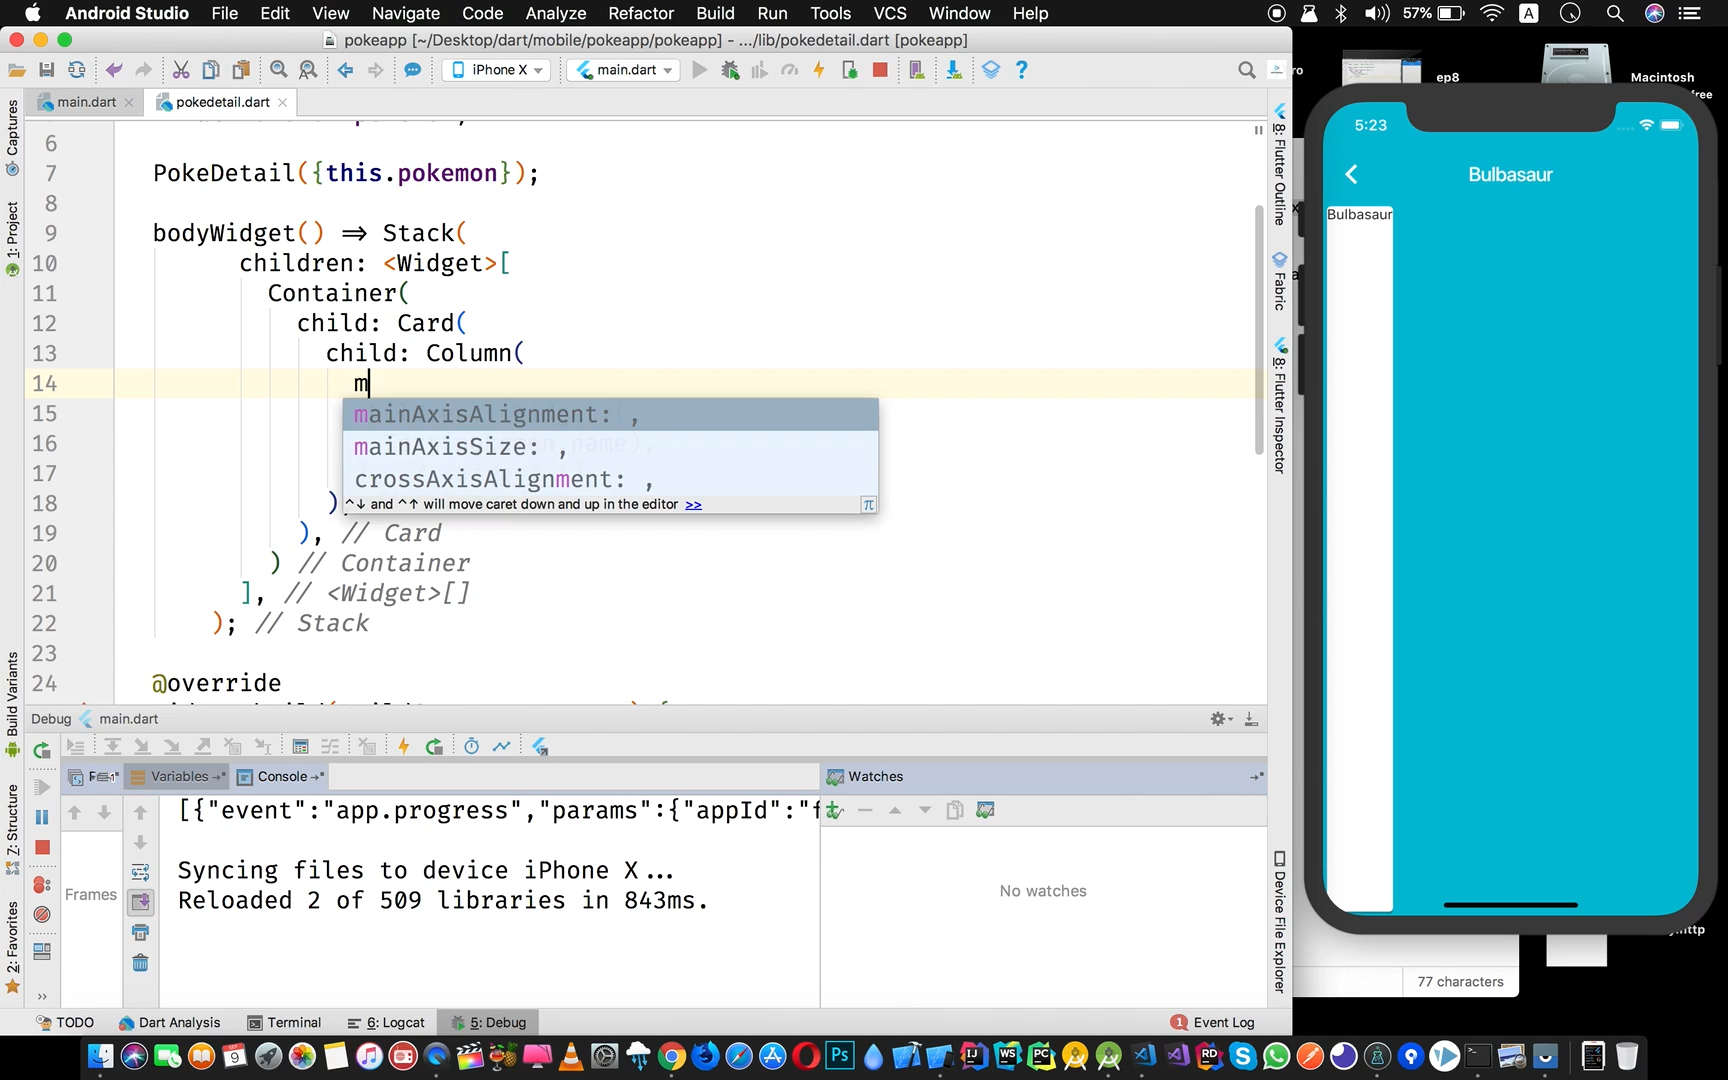 Android Studio File Edit View Navigate Code Analyze Refactor Build Run Tools VCS Window Help 57% A
pokeapp [~/Desktop/dart/mobile/pokeapp/pokeapp] - .../lib/pokedetail.dart [pokeapp]
iPhone X main.dart
main.dart pokedetail.dart
Captures
1: Project
Build Variants
7: Structure
2: Favorites
6
7 PokeDetail({this.pokemon});
8
9 bodyWidget() => Stack(
10 children: <Widget>[
11 Container(
12 child: Card(
13 child: Column(
14 m
15 mainAxisAlignment: ,
16 mainAxisSize: ,
17 crossAxisAlignment: ,
18 ) ^↓ and ^↑ will move caret down and up in the editor >> π
19 ), // Card
20 ) // Container
21 ], // <Widget>[]
22 ); // Stack
23
24 @override
8: Flutter Outline
Fabric
8: Flutter Inspector
Device File Explorer
Debug main.dart
Variables Console Watches
Frames
[{"event":"app.progress","params":{"appId":"f
Syncing files to device iPhone X...
Reloaded 2 of 509 libraries in 843ms.
No watches
TODO Dart Analysis Terminal 6: Logcat 5: Debug 1 Event Log
ep8
Macintosh
5:23
Bulbasaur
Bulbasaur
77 characters